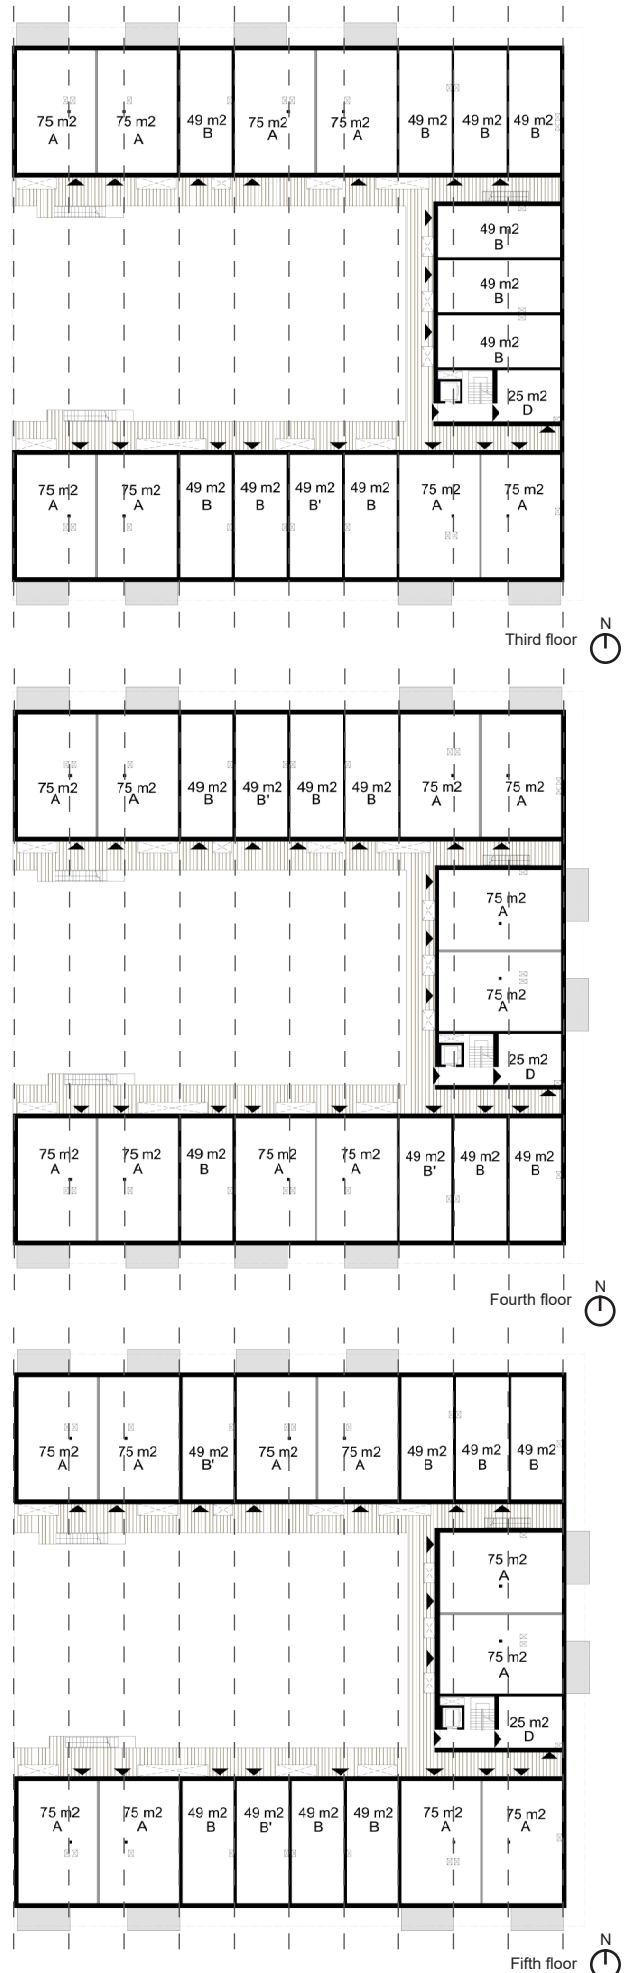 75 m2 75 m2 49 m2 75 m2 75 m2 49 m2 49 m2 49 m2
A A B A A B B B
49 m2
B
49 m2
B
49 m2
B
25 m2
D
75 m2 75 m2 49 m2 49 m2 49 m2 49 m2 75 m2 75 m2
A A B B B' B A A
N
Third floor
75 m2 75 m2 49 m2 49 m2 49 m2 49 m2 75 m2 75 m2
A A B B' B B A A
75 m2
A
75 m2
A
25 m2
D
75 m2 75 m2 49 m2 75 m2 75 m2 49 m2 49 m2 49 m2
A A B A A B' B B
N
Fourth floor
75 m2 75 m2 49 m2 75 m2 75 m2 49 m2 49 m2 49 m2
A A B' A A B B B
75 m2
A
75 m2
A
25 m2
D
75 m2 75 m2 49 m2 49 m2 49 m2 49 m2 75 m2 75 m2
A A B B' B B A A
N
Fifth floor